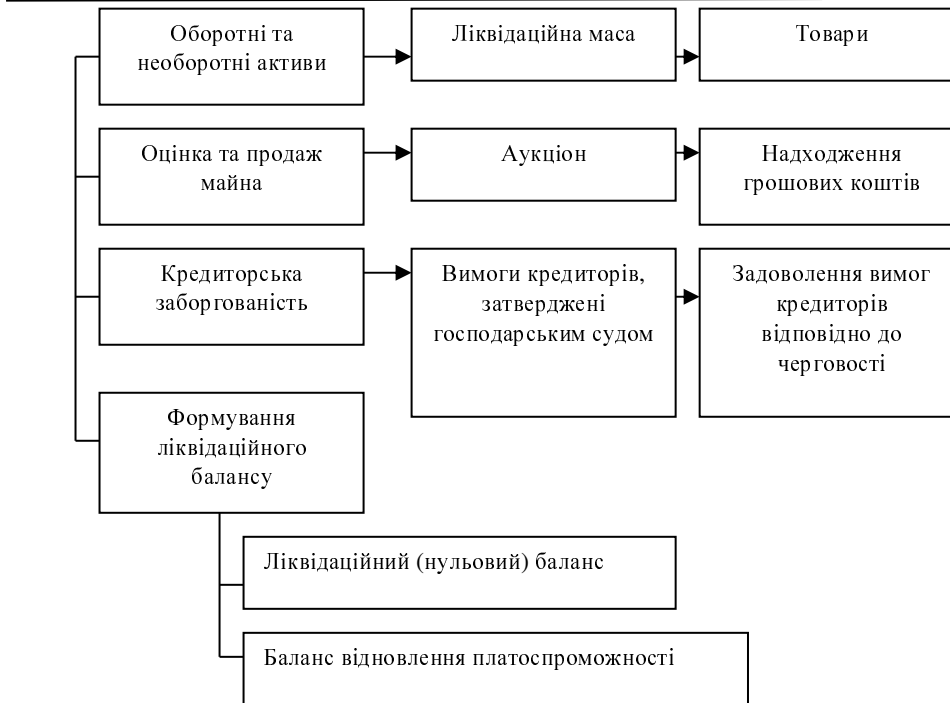 Оборотні та
необоротні активи
Ліквідаційна маса
Товари
Оцінка та продаж
майна
Аукціон
Надходження
грошових коштів
Кредиторська
заборгованість
Вимоги кредиторів,
затверджені
господарським судом
Задоволення вимог
кредиторів
відповідно до
черговості
Формування
ліквідаційного
балансу
Ліквідаційний (нульовий) баланс
Баланс відновлення платоспроможності